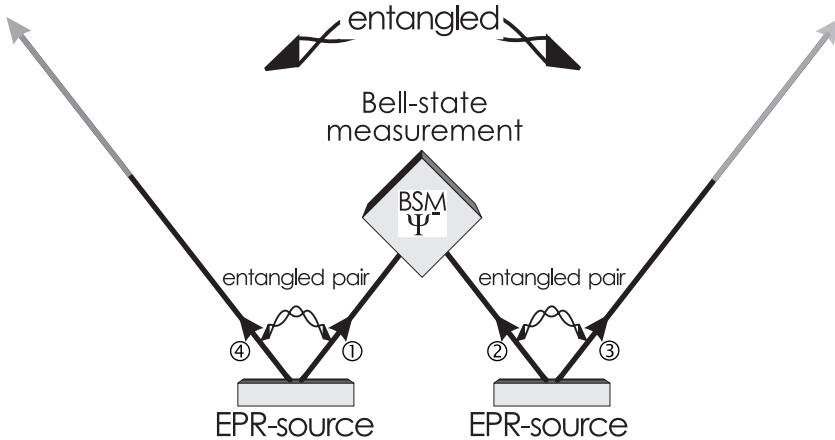 entangled
Bell-state
measurement
BSM
Ψ-
entangled pair
entangled pair
④ ① ② ③
EPR-source
EPR-source